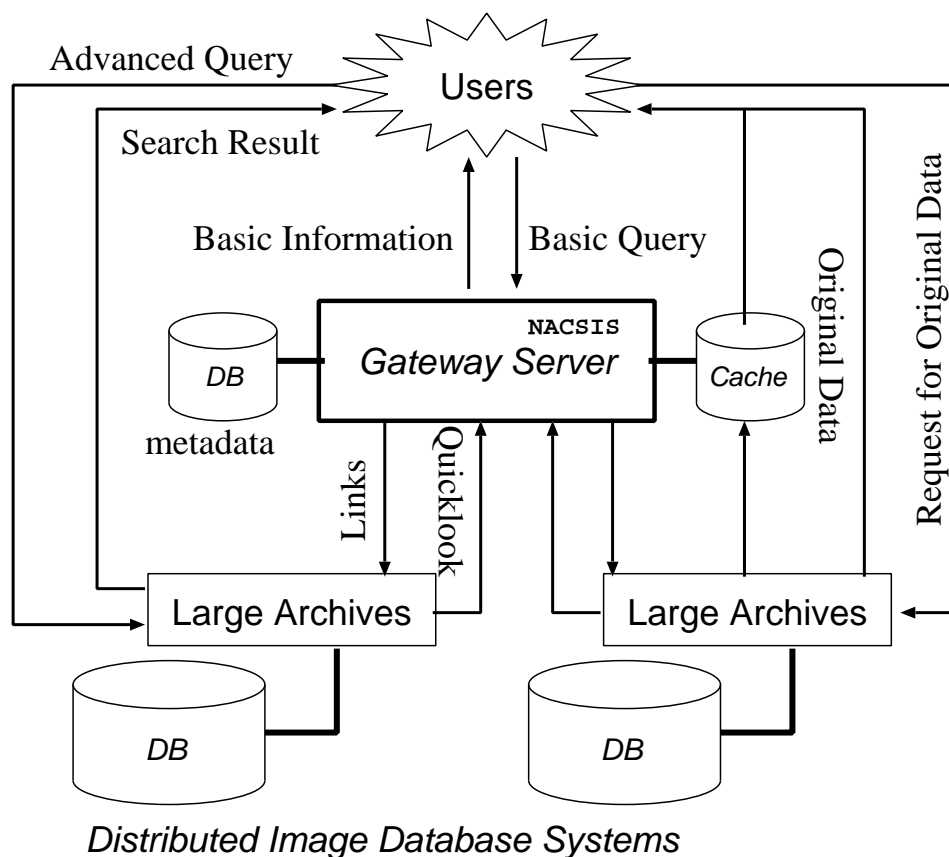 Advanced Query
Users
Search Result
Basic Information
Basic Query
Original Data
Request for Original Data
NACSIS
Gateway Server
DB
metadata
Cache
Links
Quicklook
Large Archives
Large Archives
DB
DB
Distributed Image Database Systems